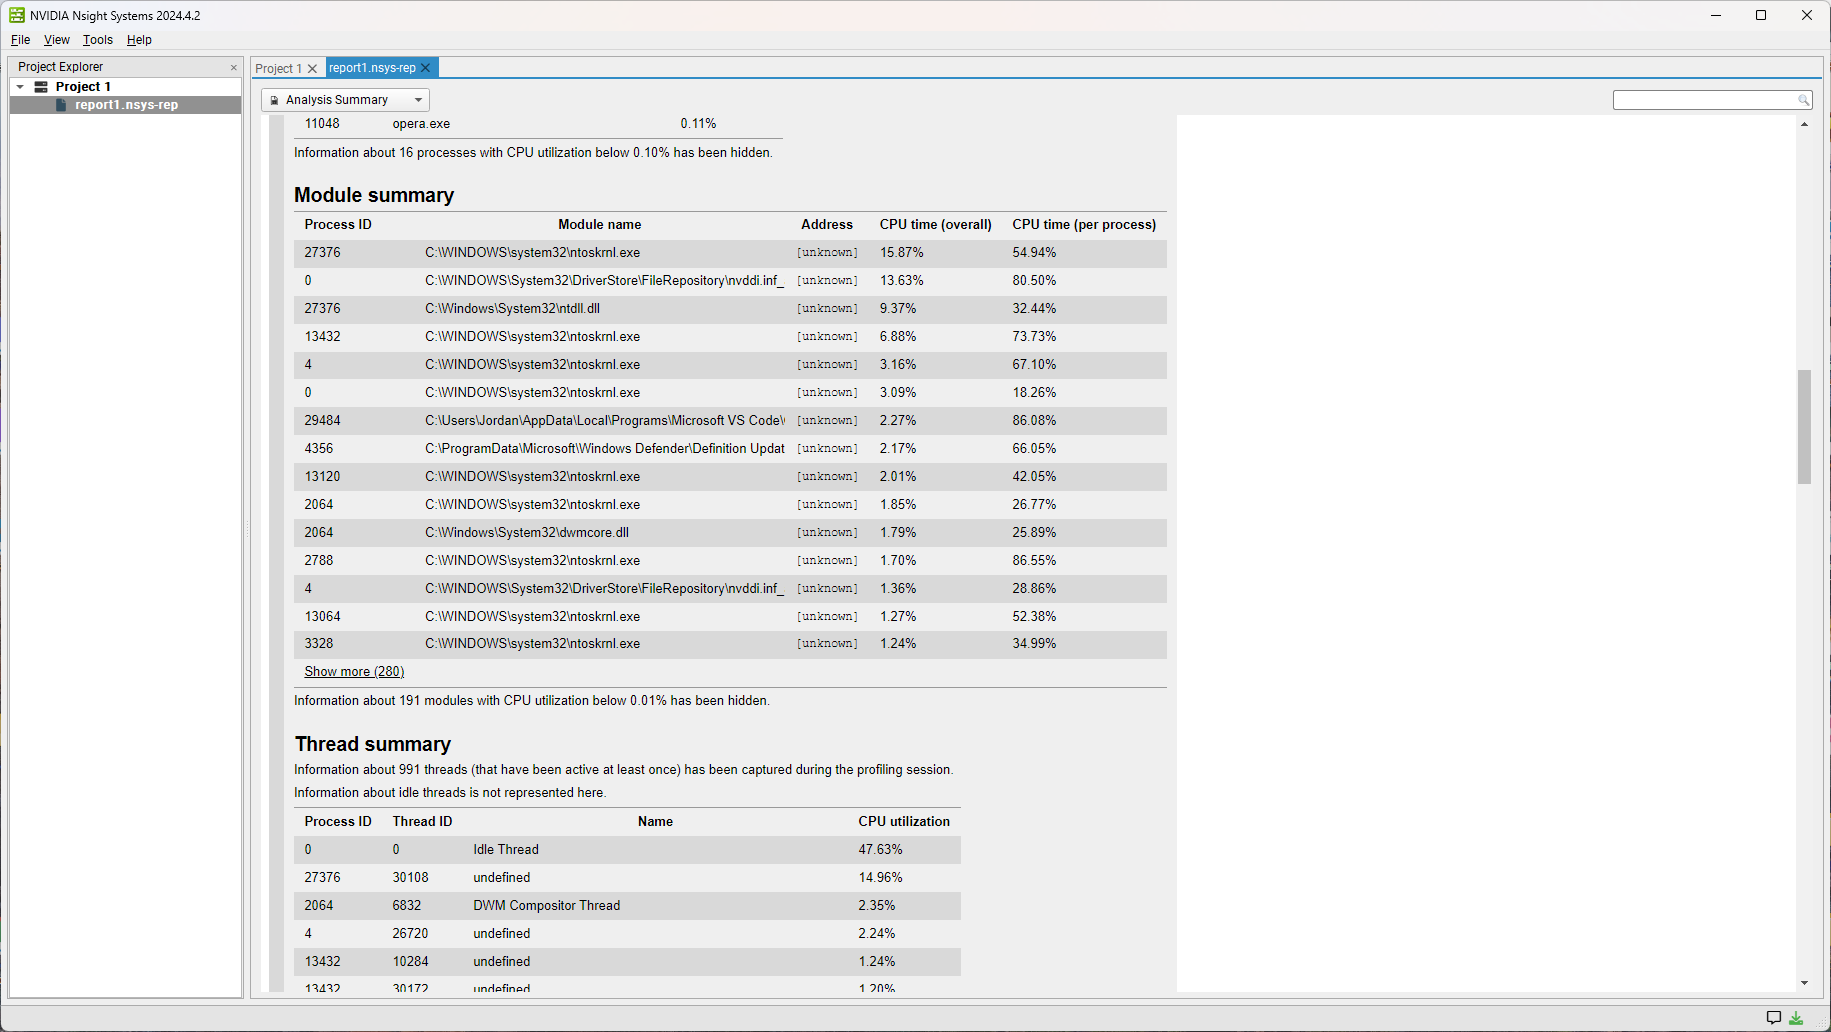 NVIDIA Nsight Systems 2024.4.2
File View Tools Help
Project Explorer
Project 1
report1.nsys-rep
Project 1 report1.nsys-rep
Analysis Summary
11048 opera.exe 0.11%
Information about 16 processes with CPU utilization below 0.10% has been hidden.
Module summary
Process ID Module name Address CPU time (overall) CPU time (per process)
27376 C:\WINDOWS\system32\ntoskrnl.exe [unknown] 15.87% 54.94%
0 C:\WINDOWS\System32\DriverStore\FileRepository\nvddi.inf_ [unknown] 13.63% 80.50%
27376 C:\Windows\System32\ntdll.dll [unknown] 9.37% 32.44%
13432 C:\WINDOWS\system32\ntoskrnl.exe [unknown] 6.88% 73.73%
4 C:\WINDOWS\system32\ntoskrnl.exe [unknown] 3.16% 67.10%
0 C:\WINDOWS\system32\ntoskrnl.exe [unknown] 3.09% 18.26%
29484 C:\Users\Jordan\AppData\Local\Programs\Microsoft VS Code\ [unknown] 2.27% 86.08%
4356 C:\ProgramData\Microsoft\Windows Defender\Definition Updat [unknown] 2.17% 66.05%
13120 C:\WINDOWS\system32\ntoskrnl.exe [unknown] 2.01% 42.05%
2064 C:\WINDOWS\system32\ntoskrnl.exe [unknown] 1.85% 26.77%
2064 C:\Windows\System32\dwmcore.dll [unknown] 1.79% 25.89%
2788 C:\WINDOWS\system32\ntoskrnl.exe [unknown] 1.70% 86.55%
4 C:\WINDOWS\System32\DriverStore\FileRepository\nvddi.inf_ [unknown] 1.36% 28.86%
13064 C:\WINDOWS\system32\ntoskrnl.exe [unknown] 1.27% 52.38%
3328 C:\WINDOWS\system32\ntoskrnl.exe [unknown] 1.24% 34.99%
Show more (280)
Information about 191 modules with CPU utilization below 0.01% has been hidden.
Thread summary
Information about 991 threads (that have been active at least once) has been captured during the profiling session.
Information about idle threads is not represented here.
Process ID Thread ID Name CPU utilization
0 0 Idle Thread 47.63%
27376 30108 undefined 14.96%
2064 6832 DWM Compositor Thread 2.35%
4 26720 undefined 2.24%
13432 10284 undefined 1.24%
13432 30172 undefined 1.20%